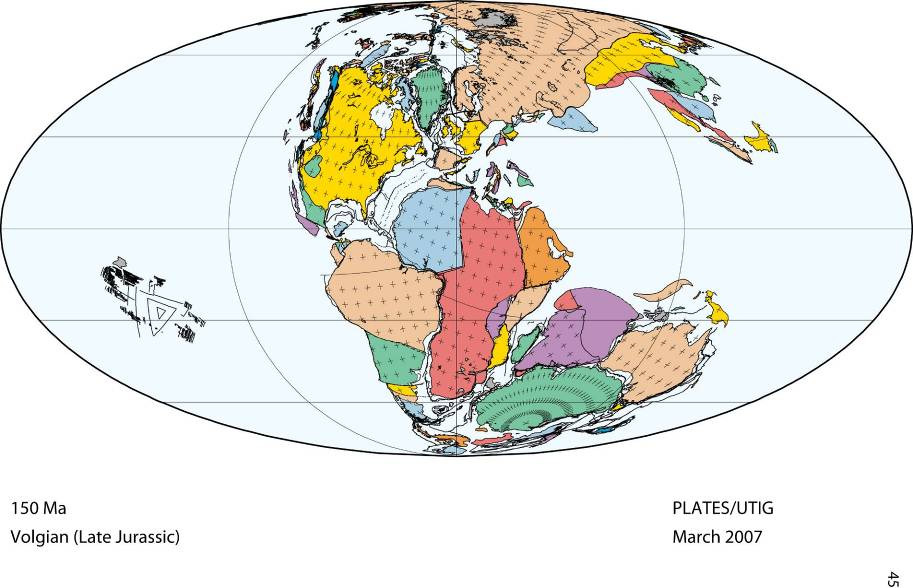 150 Ma
Volgian (Late Jurassic)
PLATES/UTIG
March 2007
45